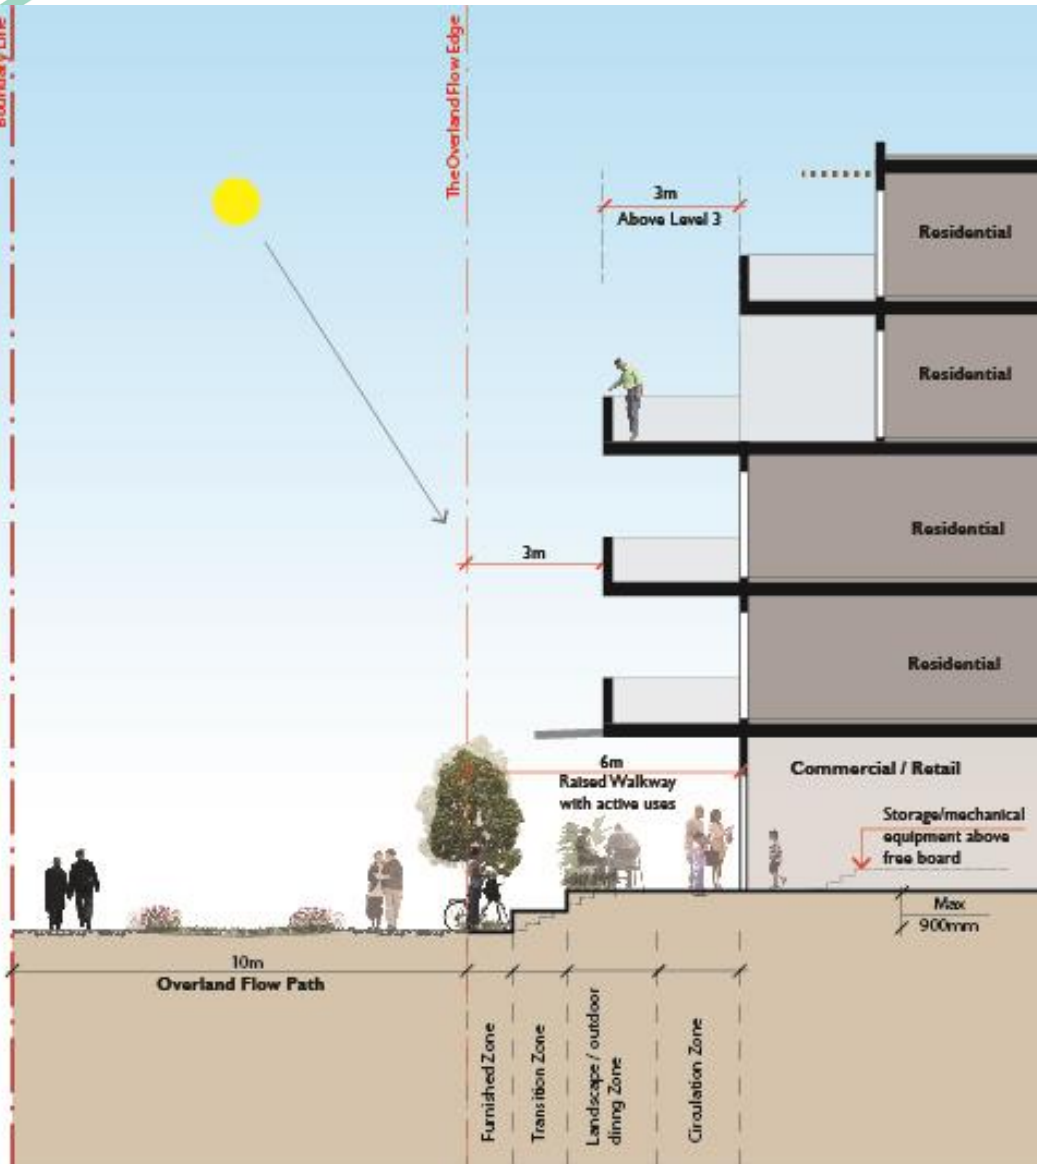 Boundary Line
The Overland Flow Edge
3m
Above Level 3
Residential
Residential
Residential
3m
Residential
6m
Raised Walkway
with active uses
Commercial / Retail
Storage/mechanical
equipment above
free board
Max
900mm
10m
Overland Flow Path
Furnished Zone
Transition Zone
Landscape / outdoor
dining Zone
Circulation Zone